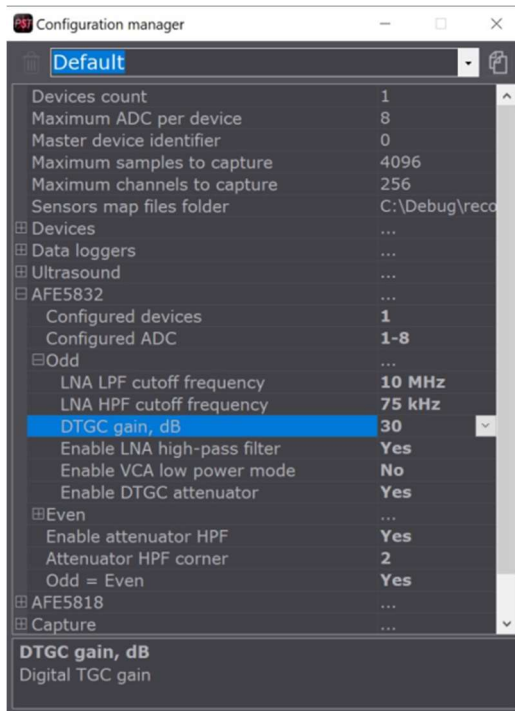 PST Configuration manager
Default
Devices count 1
Maximum ADC per device 8
Master device identifier 0
Maximum samples to capture 4096
Maximum channels to capture 256
Sensors map files folder C:\Debug\reco
Devices ...
Data loggers ...
Ultrasound ...
AFE5832 ...
Configured devices 1
Configured ADC 1-8
Odd ...
LNA LPF cutoff frequency 10 MHz
LNA HPF cutoff frequency 75 kHz
DTGC gain, dB 30
Enable LNA high-pass filter Yes
Enable VCA low power mode No
Enable DTGC attenuator Yes
Even ...
Enable attenuator HPF Yes
Attenuator HPF corner 2
Odd = Even Yes
AFE5818 ...
Capture ...
DTGC gain, dB
Digital TGC gain